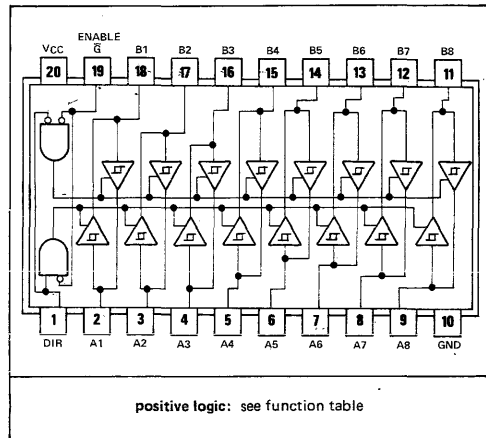 ENABLE
VCC G̅ B1 B2 B3 B4 B5 B6 B7 B8
20 19 18 17 16 15 14 13 12 11
1 2 3 4 5 6 7 8 9 10
DIR A1 A2 A3 A4 A5 A6 A7 A8 GND
positive logic: see function table